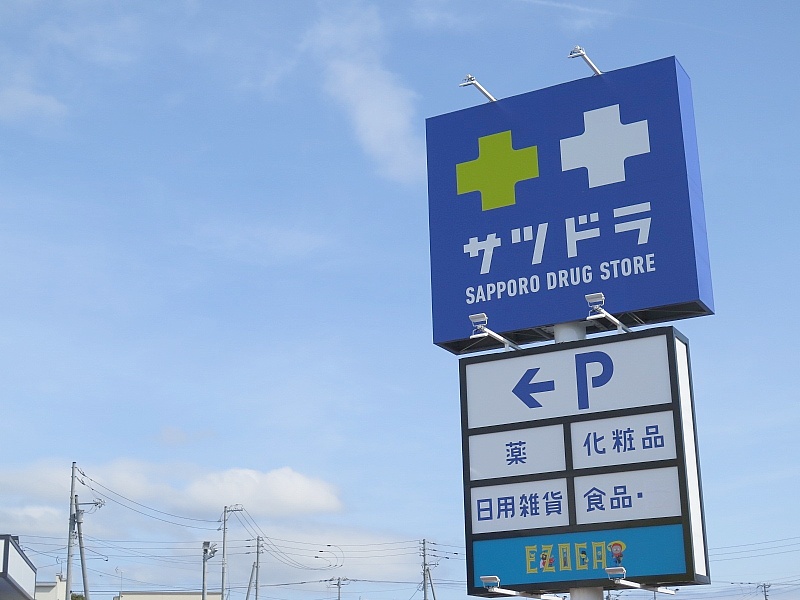 サツドラ
SAPPORO DRUG STORE
← P
薬
化粧品
日用雑貨
食品・
EZOCA